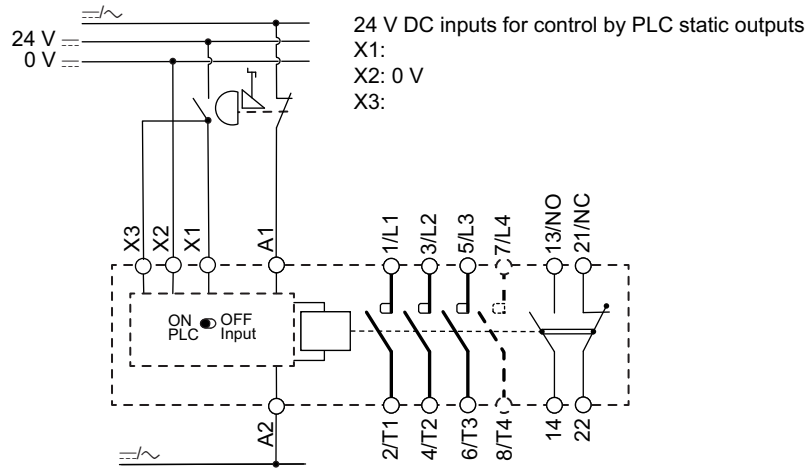 24 V DC inputs for control by PLC static outputs
X1:
X2: 0 V
X3:
24 V
0 V
X3
X2
X1
A1
1/L1
3/L2
5/L3
7/L4
13/NO
21/NC
ON OFF
PLC Input
A2
2/T1
4/T2
6/T3
8/T4
14
22